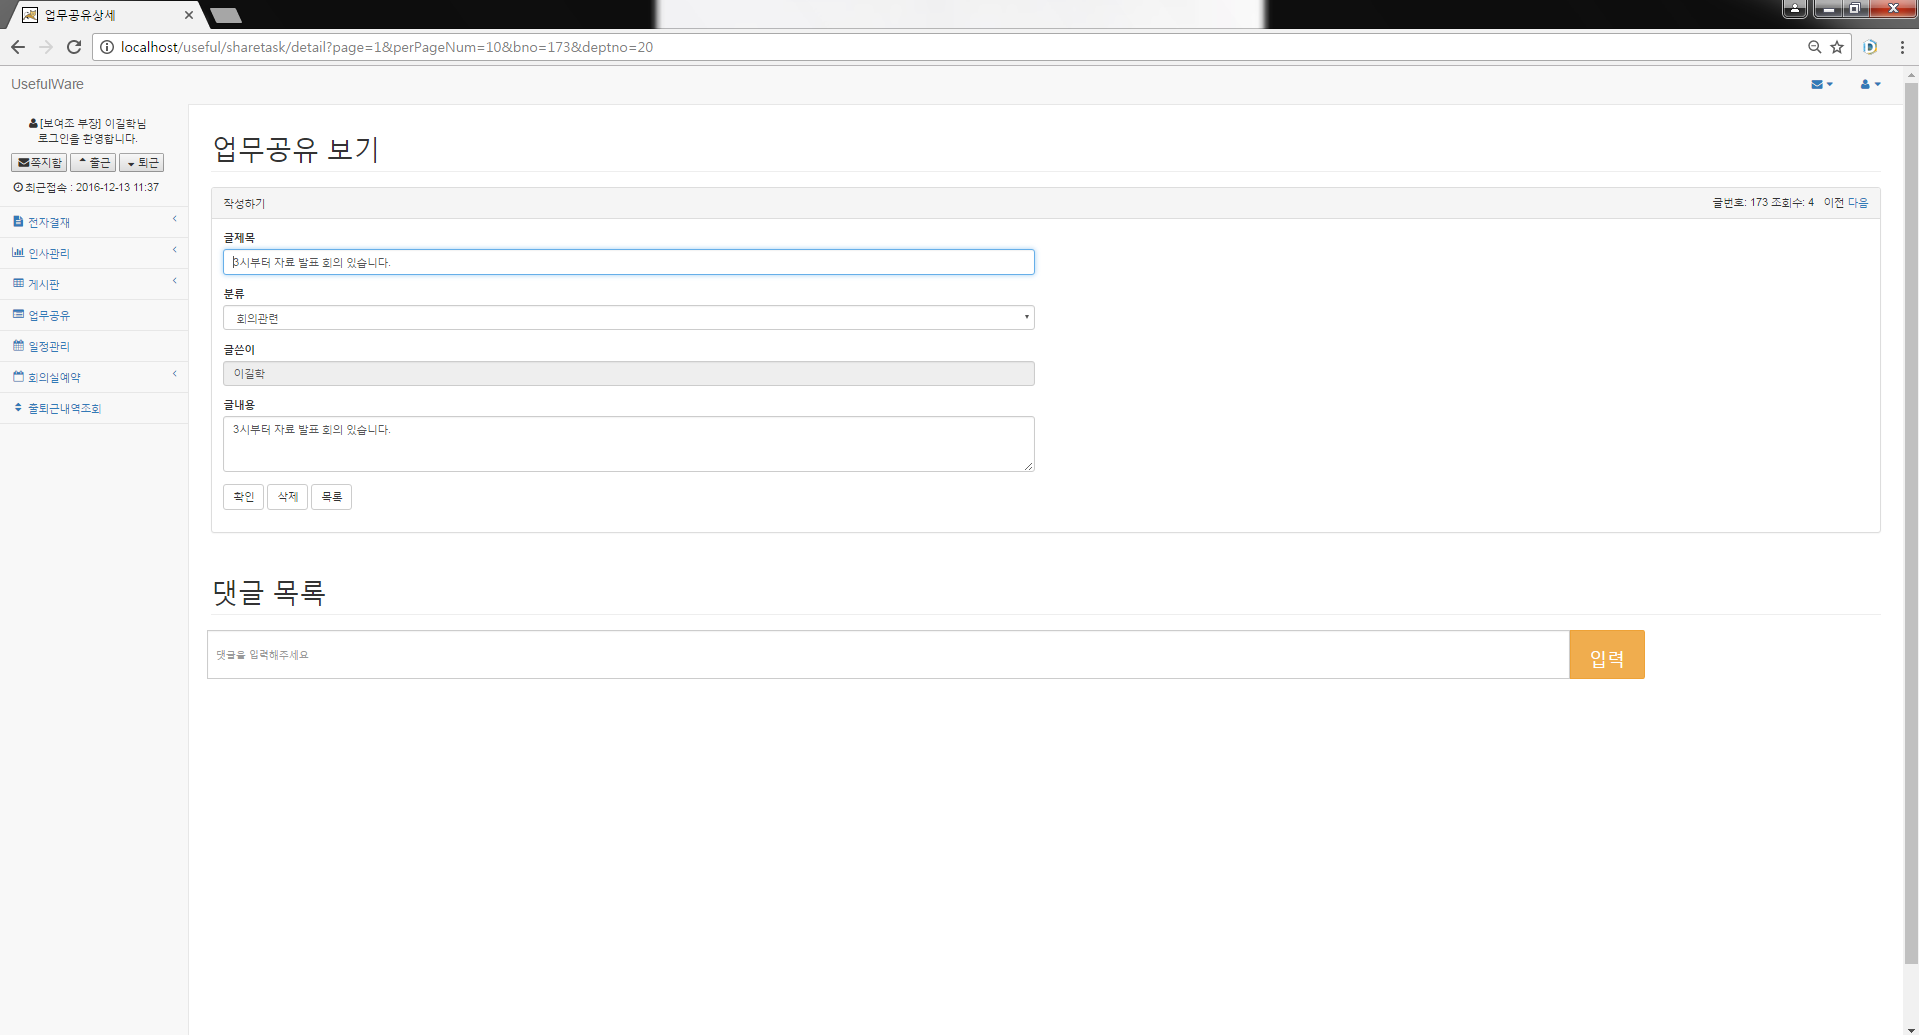 업무공유상세
localhost/useful/sharetask/detail?page=1&perPageNum=10&bno=173&deptno=20
UsefulWare
[보여조 부장] 이길학님
로그인을 환영합니다.
쪽지함 출근 퇴근
최근접속 : 2016-12-13 11:37
전자결재
인사관리
게시판
업무공유
일정관리
회의실예약
출퇴근내역조회
업무공유 보기
작성하기 글번호: 173 조회수: 4 이전 다음
글제목
3시부터 자료 발표 회의 있습니다.
분류
회의관련
글쓴이
이길학
글내용
3시부터 자료 발표 회의 있습니다.
확인 삭제 목록
댓글 목록
댓글을 입력해주세요 입력